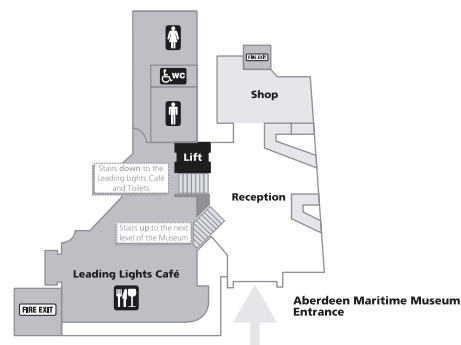 FIRE EXIT
WC
Shop
Lift
Stairs down to the
Leading Lights Café
and Toilets
Reception
Stairs up to the next
level of the Museum
Leading Lights Café
FIRE EXIT
Aberdeen Maritime Museum
Entrance